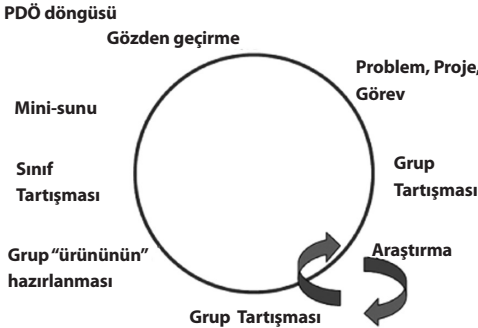 PDÖ döngüsü
Gözden geçirme
Problem, Proje,
Görev
Grup
Tartışması
Araştırma
Grup Tartışması
Grup “ürününün”
hazırlanması
Sınıf
Tartışması
Mini-sunu